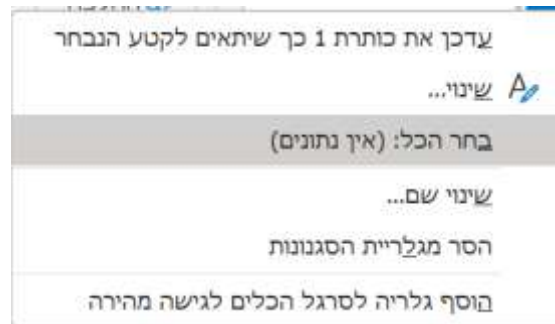 עדכן את כותרת 1 כך שיתאים לקטע הנבחר
שינוי...
בחר הכל: (אין נתונים)
שינוי שם...
הסר מגלריית הסגנונות
הוסף גלריה לסרגל הכלים לגישה מהירה